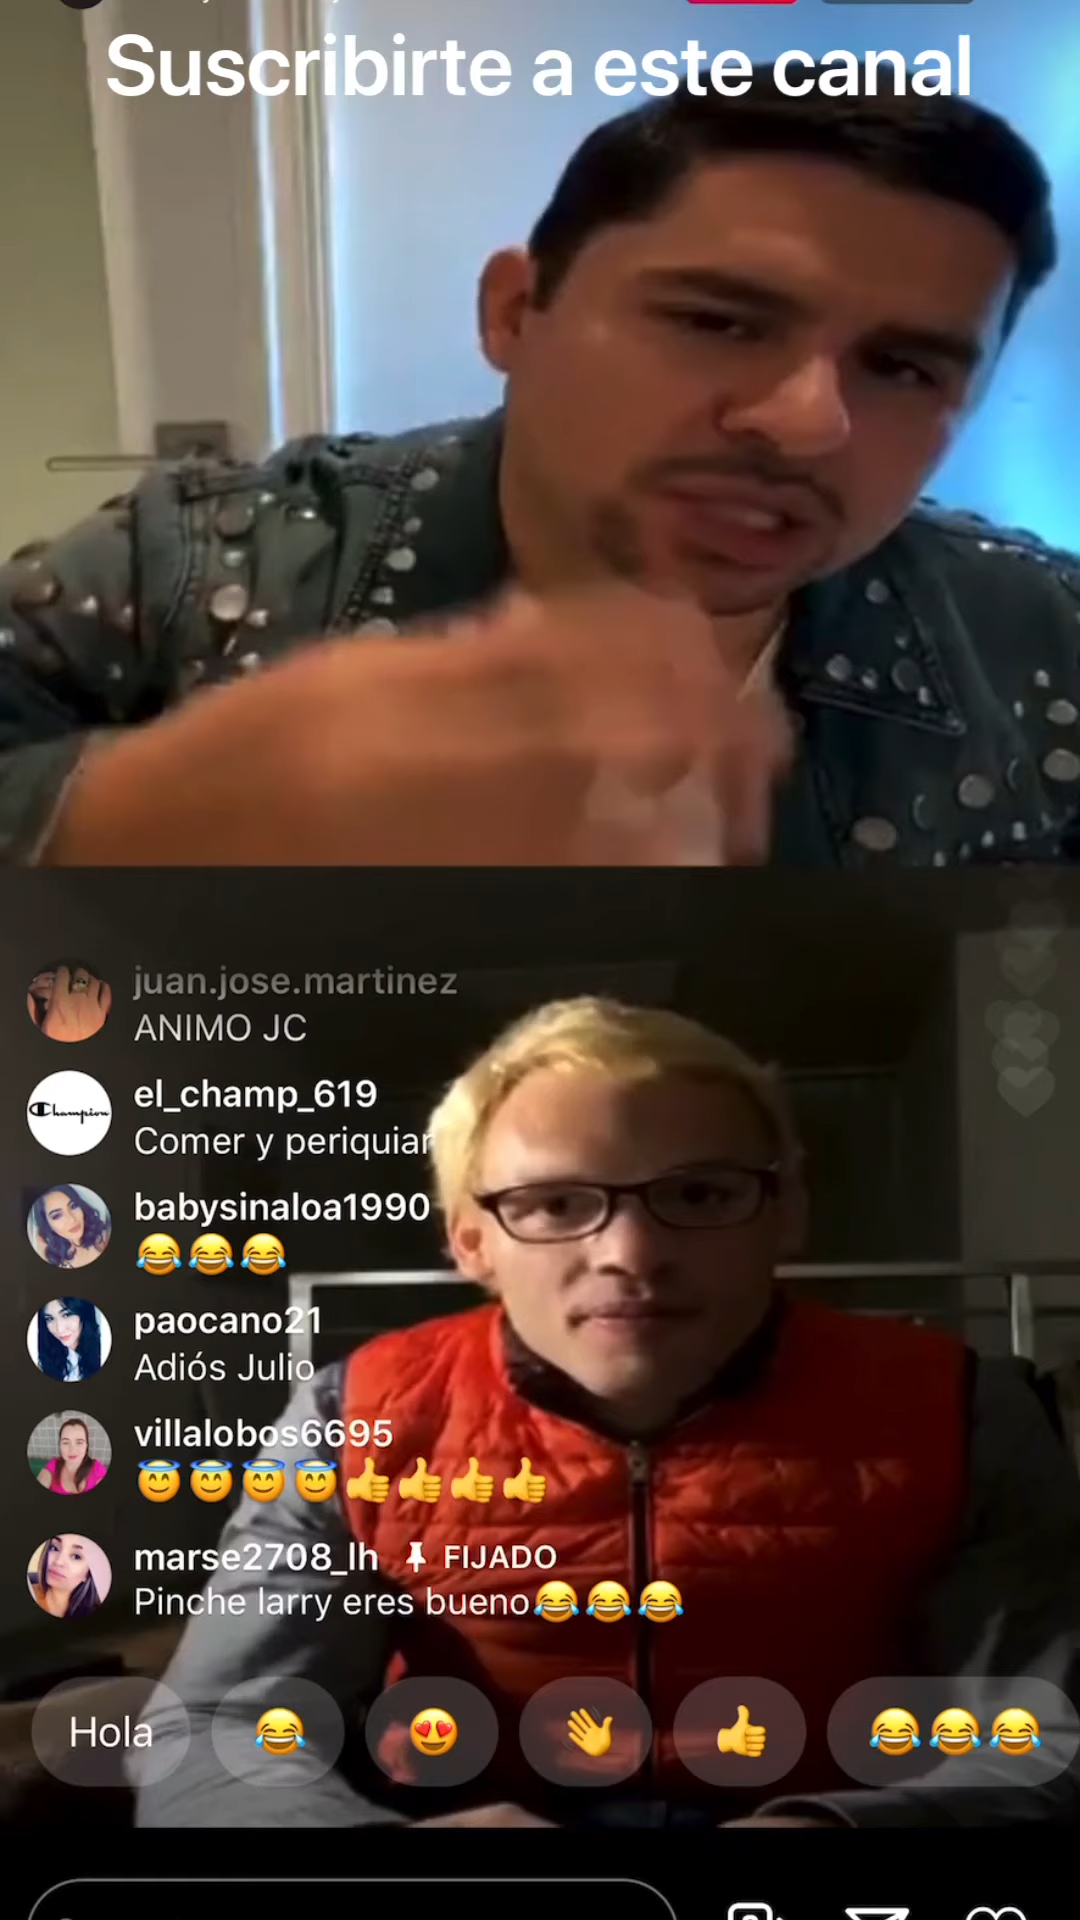 Suscribirte a este canal
juan.jose.martinez
ANIMO JC
Champion
el_champ_619
Comer y periquiar
babysinaloa1990
😂😂😂
paocano21
Adiós Julio
villalobos6695
😇😇😇😇👍👍👍👍
marse2708_lh 📌 FIJADO
Pinche larry eres bueno😂😂😂
Hola 😂 😍 👋 👍 😂😂😂